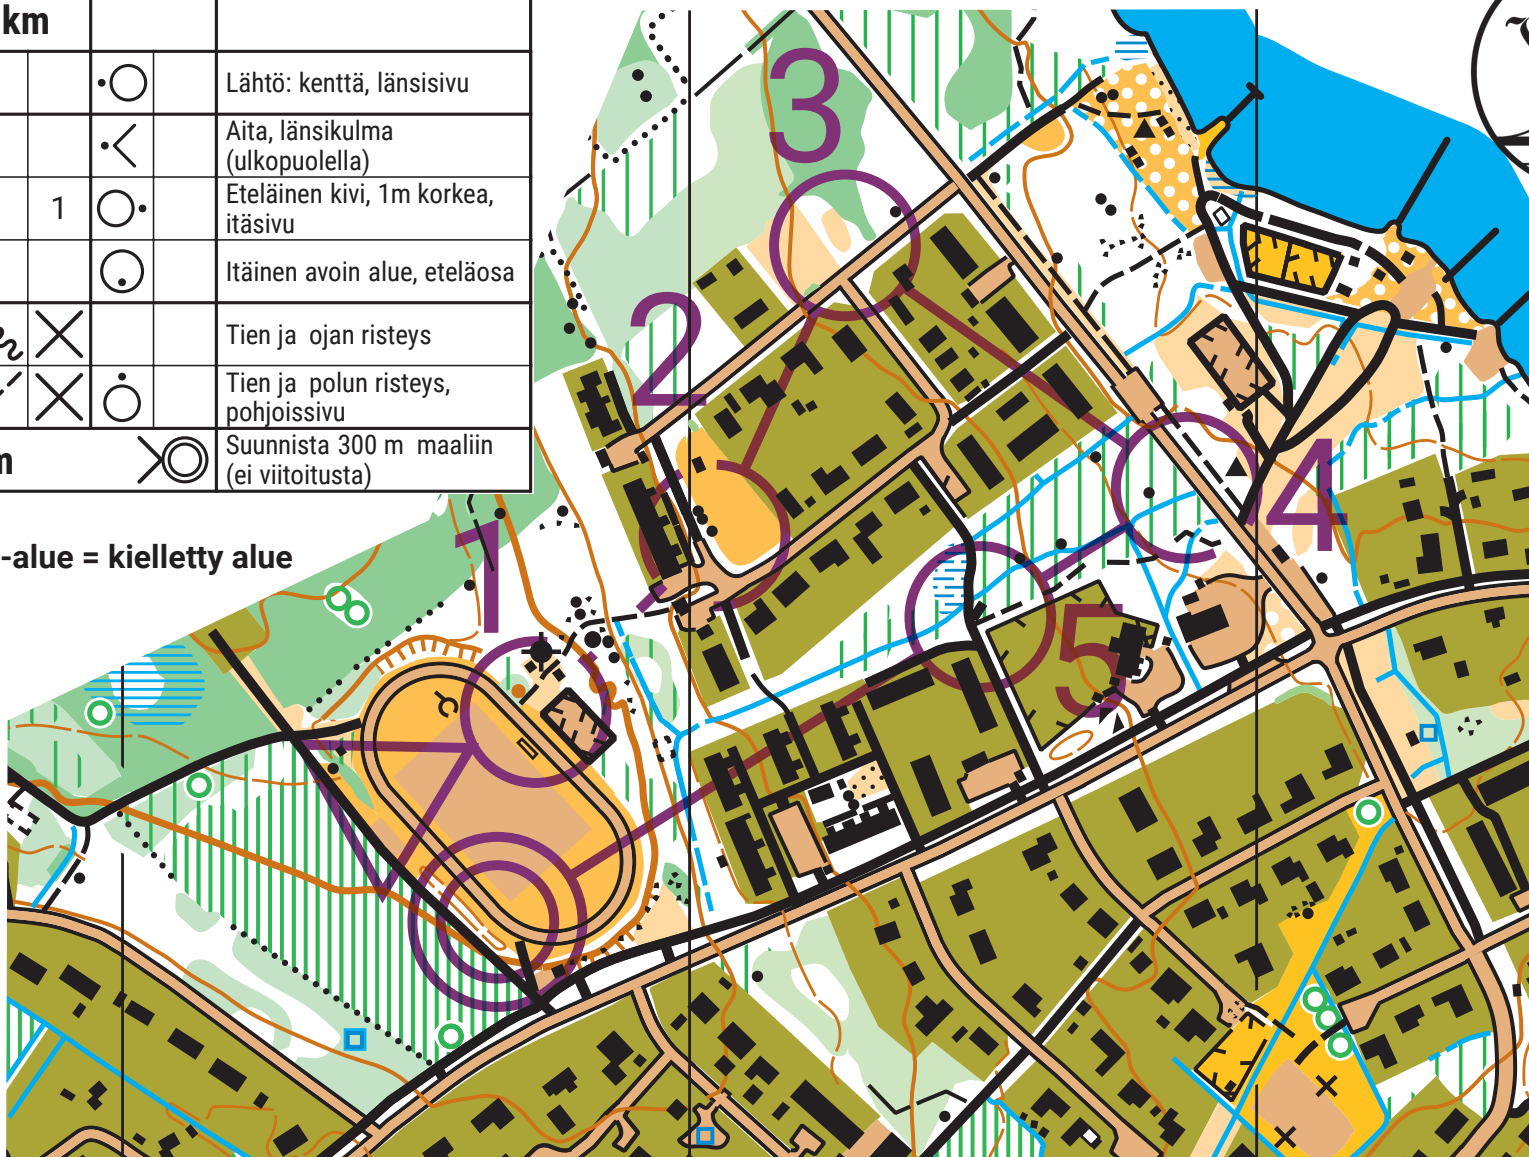 km
Lähtö: kenttä, länsisivu
Aita, länsikulma
(ulkopuolella)
1
Eteläinen kivi, 1m korkea,
itäsivu
Itäinen avoin alue, eteläosa
Tien ja ojan risteys
Tien ja polun risteys,
pohjoissivu
m
Suunnista 300 m maaliin
(ei viitoitusta)
-alue = kielletty alue
3
2
1
4
5